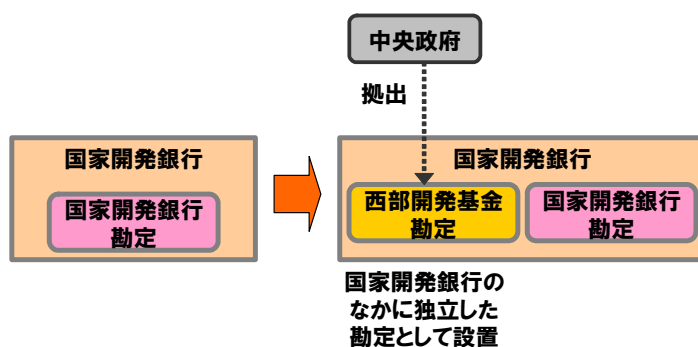 中央政府
拠出
国家開発銀行
国家開発銀行
勘定
国家開発銀行
西部開発基金
勘定
国家開発銀行
勘定
国家開発銀行の
なかに独立した
勘定として設置